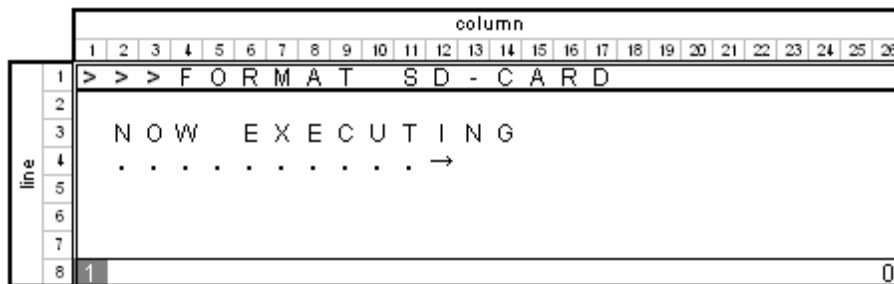 column
1 2 3 4 5 6 7 8 9 10 11 12 13 14 15 16 17 18 19 20 21 22 23 24 25 26
line
1 >>>FORMAT SD-CARD
2
3 NOW EXECUTING
4 ..........→
5
6
7
8 1 0